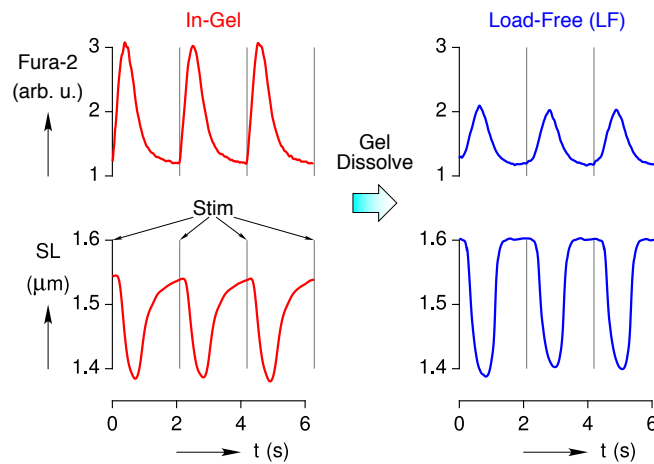 In-Gel
Load-Free (LF)
Fura-2
(arb. u.)
3
2
1
3
2
1
Gel
Dissolve
Stim
SL
(μm)
1.6
1.5
1.4
1.6
1.5
1.4
0 2 4 6
t (s)
0 2 4 6
t (s)